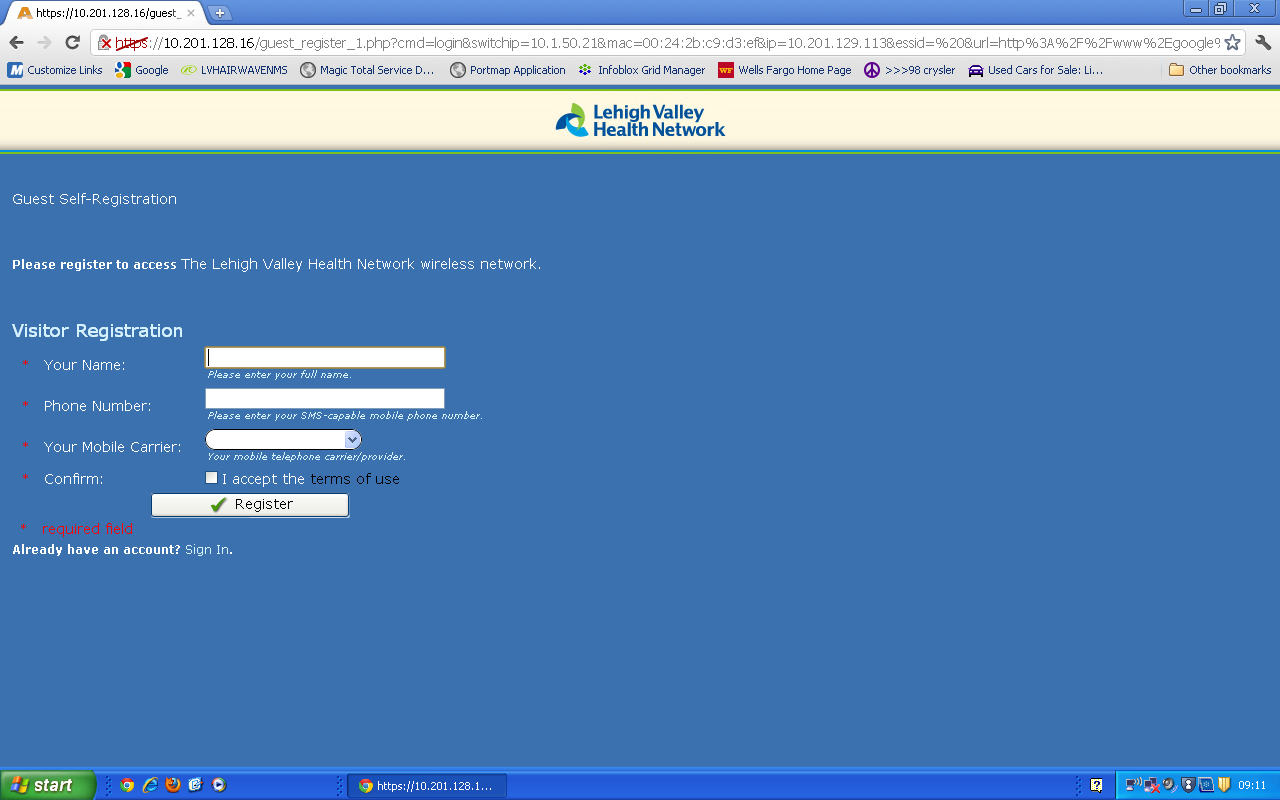 https://10.201.128.16/guest_
https://10.201.128.16/guest_register_1.php?cmd=login&switchip=10.1.50.21&mac=00:24:2b:c9:d3:ef&ip=10.201.129.113&essid=%20&url=http%3A%2F%2Fwww%2Egoogle%
Customize Links Google LVHAIRWAVENMS Magic Total Service D... Portmap Application Infoblox Grid Manager Wells Fargo Home Page >>>98 crysler Used Cars for Sale: Li... Other bookmarks
Lehigh Valley
Health Network
Guest Self-Registration
Please register to access The Lehigh Valley Health Network wireless network.
Visitor Registration
* Your Name:
Please enter your full name.
* Phone Number:
Please enter your SMS-capable mobile phone number.
* Your Mobile Carrier:
Your mobile telephone carrier/provider.
* Confirm: I accept the terms of use
Register
* required field
Already have an account? Sign In.
start https://10.201.128.1... 09:11